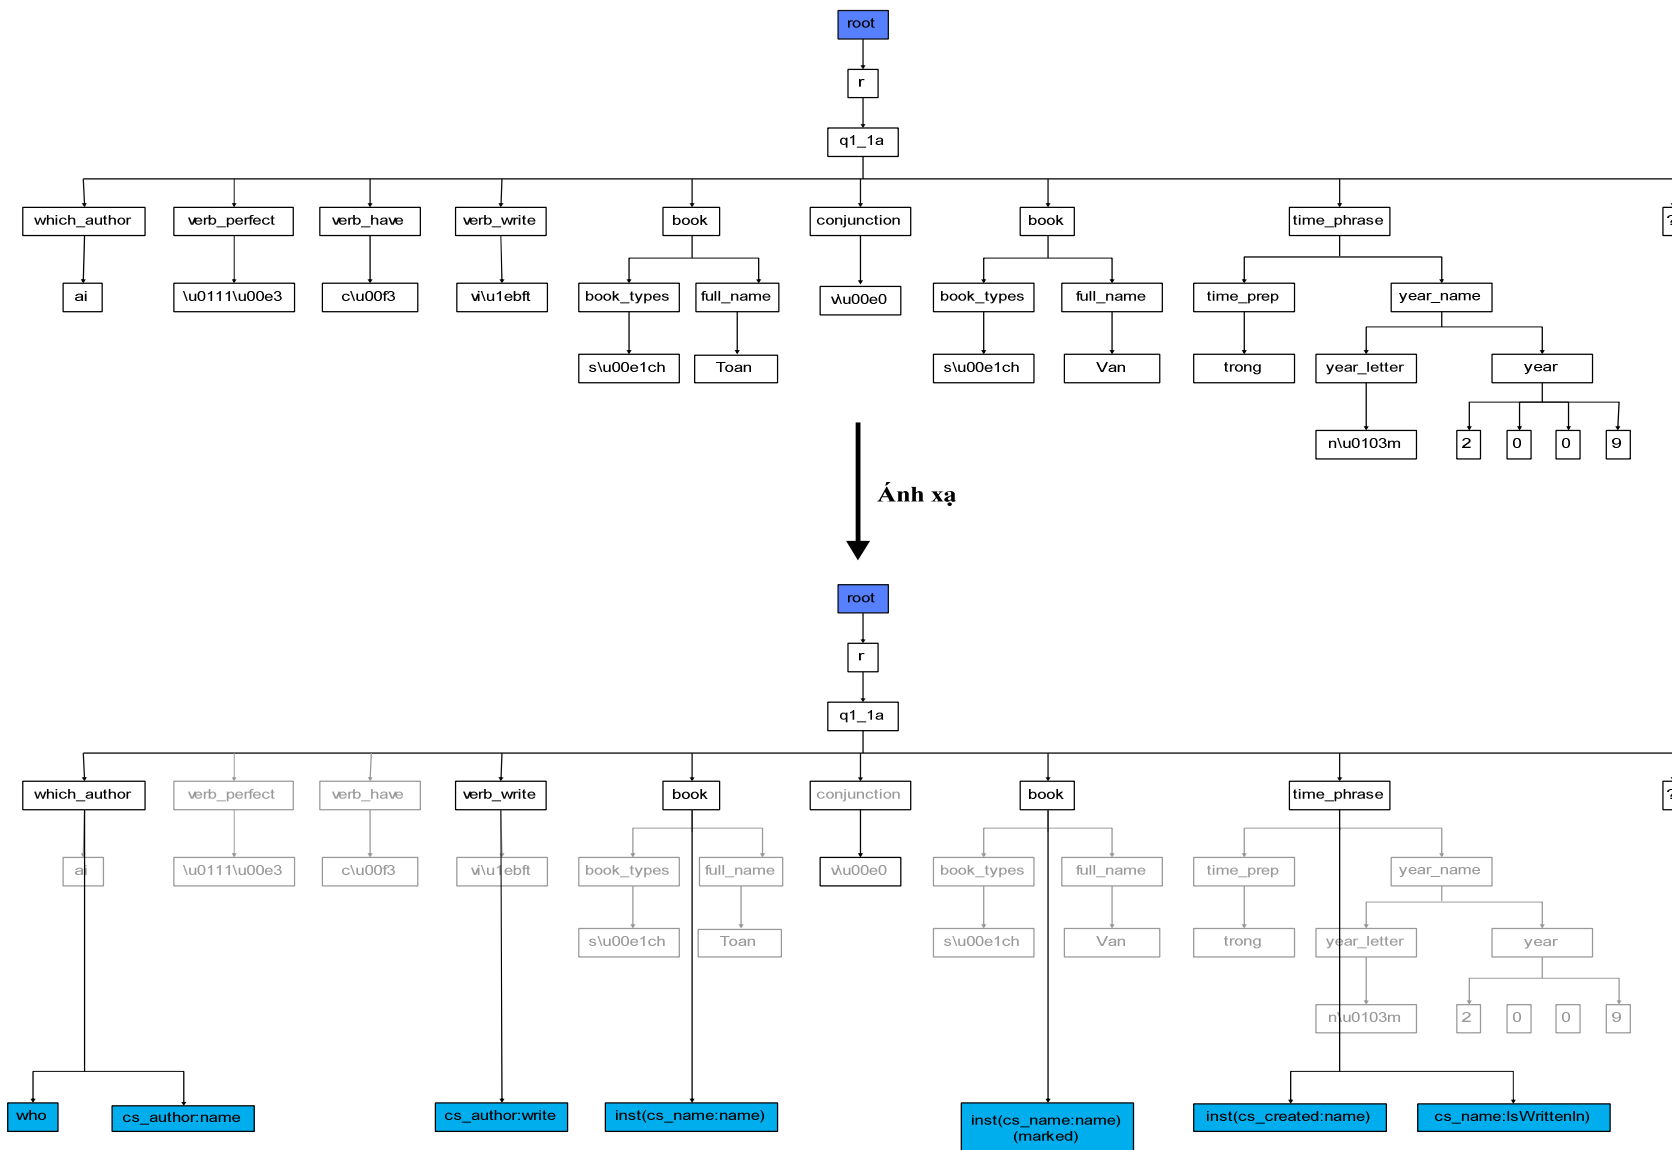 root
r
q1_1a
which_author verb_perfect verb_have verb_write book conjunction book time_phrase ?
ai \u0111\u00e3 c\u00f3 vi\u1ebft book_types full_name v\u00e0 book_types full_name time_prep year_name
s\u00e1ch Toan s\u00e1ch Van trong year_letter year
n\u0103m 2 0 0 9
Ánh xạ
root
r
q1_1a
which_author verb_perfect verb_have verb_write book conjunction book time_phrase ?
ai \u0111\u00e3 c\u00f3 vi\u1ebft book_types full_name v\u00e0 book_types full_name time_prep year_name
s\u00e1ch Toan s\u00e1ch Van trong year_letter year
n\u0103m 2 0 0 9
who cs_author:name cs_author:write inst(cs_name:name) inst(cs_name:name) inst(cs_created:name) cs_name:IsWrittenIn)
(marked)